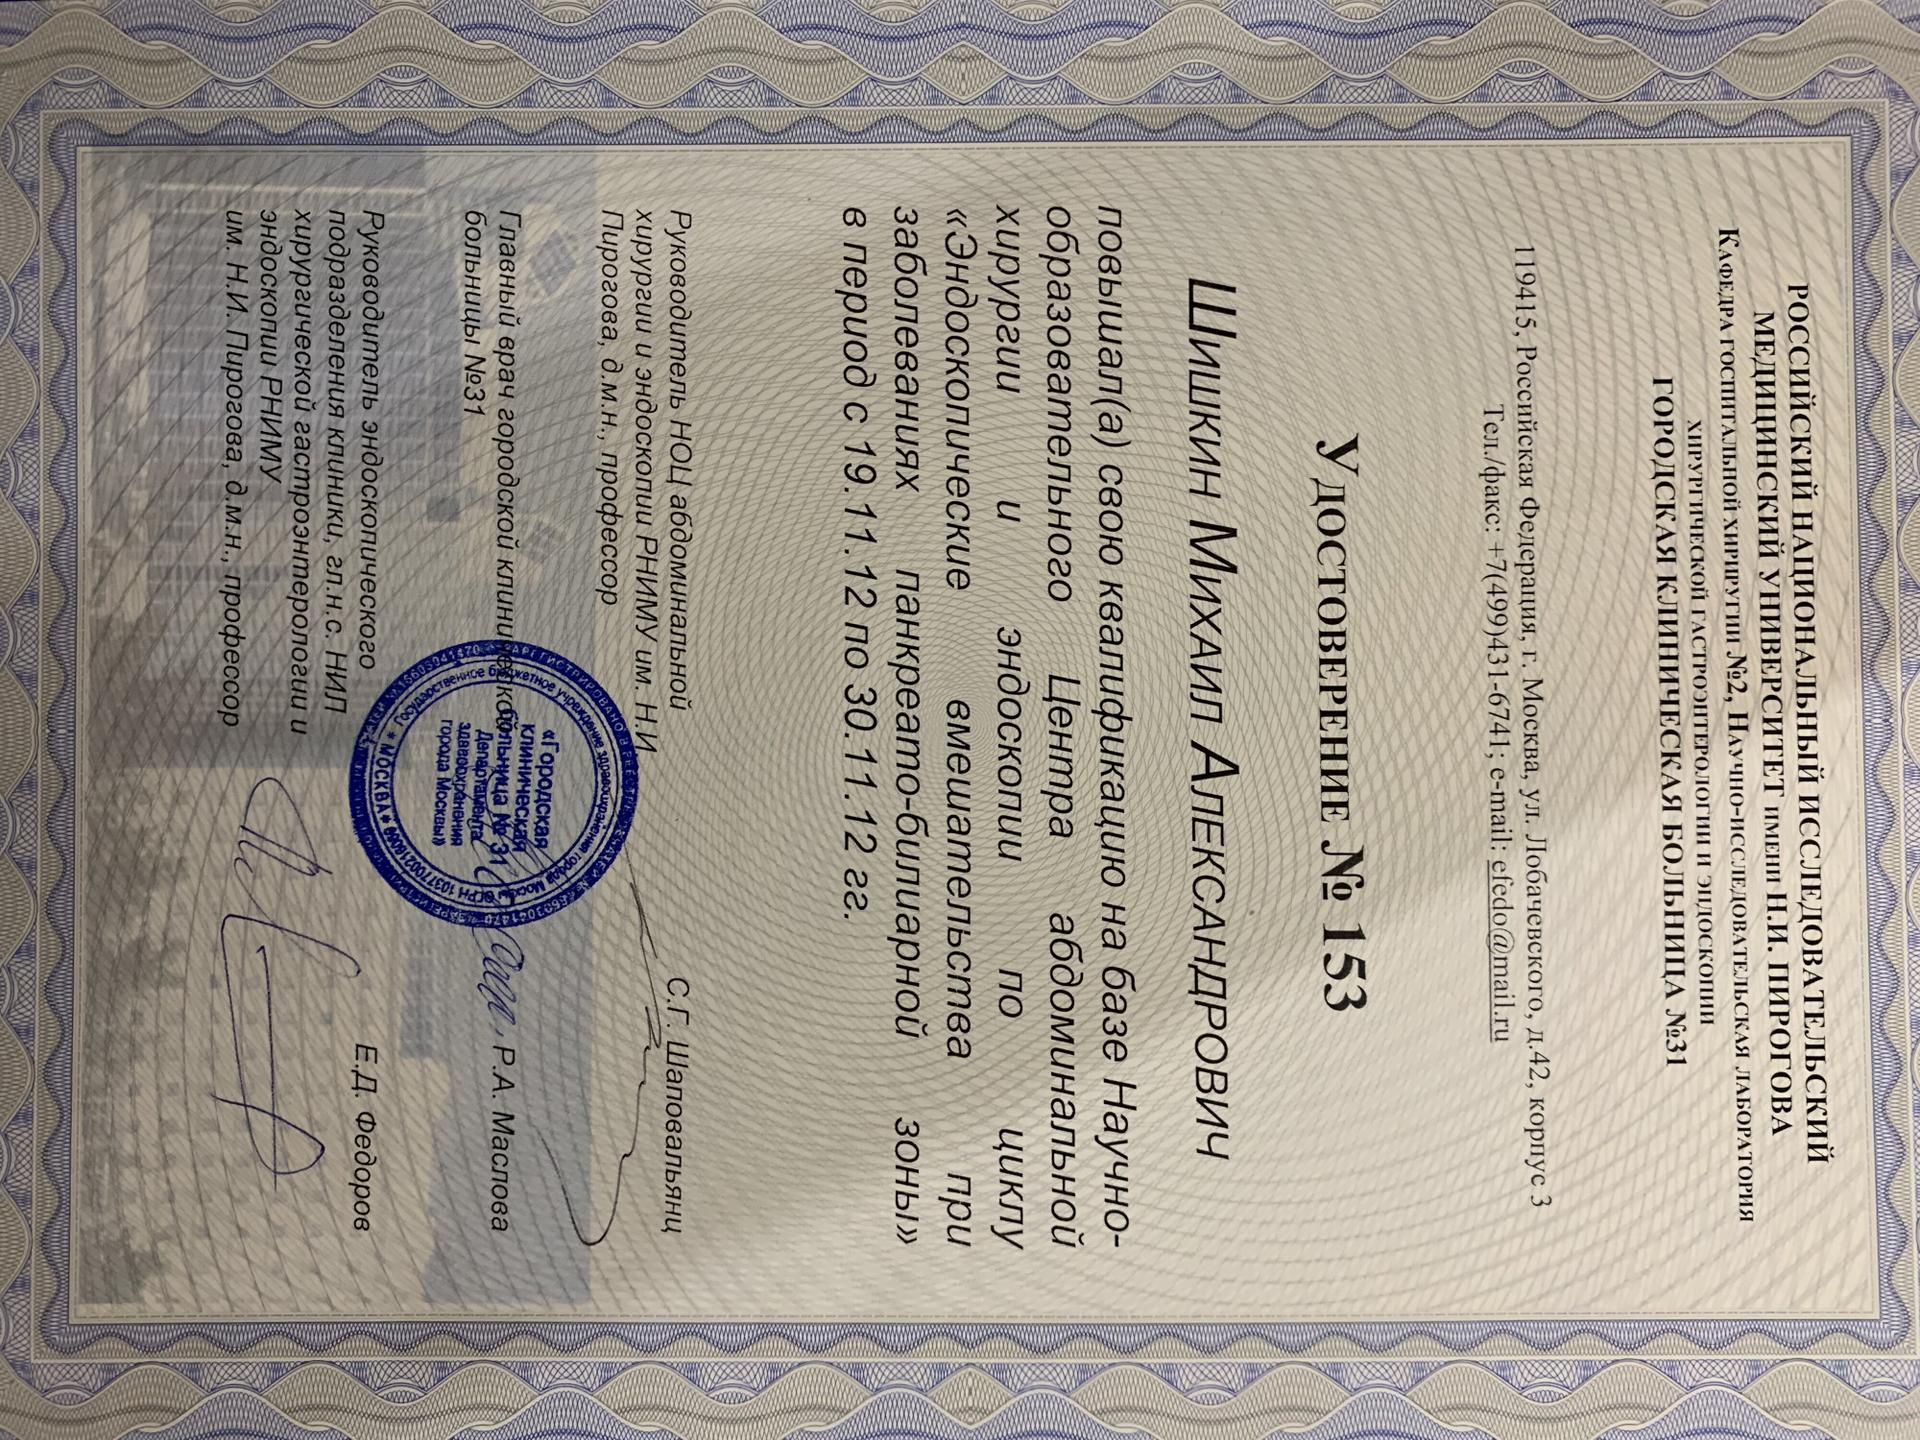 РОССИЙСКИЙ НАЦИОНАЛЬНЫЙ ИССЛЕДОВАТЕЛЬСКИЙ
МЕДИЦИНСКИЙ УНИВЕРСИТЕТ ИМЕНИ Н.И. ПИРОГОВА
КАФЕДРА ГОСПИТАЛЬНОЙ ХИРУРГИИ №2, НАУЧНО-ИССЛЕДОВАТЕЛЬСКАЯ ЛАБОРАТОРИЯ
ХИРУРГИЧЕСКОЙ ГАСТРОЭНТЕРОЛОГИИ И ЭНДОСКОПИИ
ГОРОДСКАЯ КЛИНИЧЕСКАЯ БОЛЬНИЦА №31
119415, Российская Федерация, г. Москва, ул. Лобачевского, д.42, корпус 3
Тел./факс: +7(499)431-6741; e-mail: efedo@mail.ru
УДОСТОВЕРЕНИЕ № 153
ШИШКИН МИХАИЛ АЛЕКСАНДРОВИЧ
повышал(а) свою квалификацию на базе Научно-
образовательного Центра абдоминальной
хирургии и эндоскопии по циклу
«Эндоскопические вмешательства при
заболеваниях панкреато-билиарной зоны»
в период с 19.11.12 по 30.11.12 гг.
Руководитель НОЦ абдоминальной
хирургии и эндоскопии РНИМУ им. Н.И
Пирогова, д.м.н., профессор
С.Г. Шаповальянц
Главный врач городской клинической
больницы №31
Р.А. Маслова
Руководитель эндоскопического
подразделения клиники, гл.н.с. НИЛ
хирургической гастроэнтерологии и
эндоскопии РНИМУ
им. Н.И. Пирогова, д.м.н., профессор
Е.Д. Федоров
Государственное бюджетное учреждение здравоохранения города Москвы
* МОСКВА *
«Городская
клиническая
больница № 31
Департамента
здравоохранения
города Москвы»